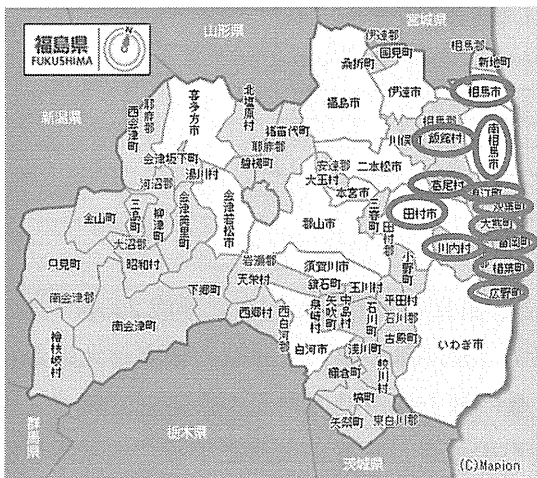 福島県
FUKUSHIMA
山形県
宮城県
新潟県
伊達郡
国見町
桑折町
相馬郡
新地町
相馬市
伊達市
福島市
喜多方市
北塩原村
耶麻郡
西会津町
猪苗代町
耶麻郡
磐梯町
相馬郡
飯舘村
川俣町
南相馬市
安達郡
二本松市
大玉村
本宮市
会津坂下町
湯川村
河沼郡
会津若松市
葛尾村
浪江町
双葉町
大熊町
富岡町
田村市
三春町
田村郡
郡山市
金山町
三島町
柳津町
会津美里町
大沼郡
昭和村
只見町
川内村
楢葉町
広野町
小野町
岩瀬郡
須賀川市
天栄村
鏡石町
玉川村
平田村
石川郡
石川町
古殿町
下郷町
南会津郡
南会津町
檜枝岐村
西郷村
西白河郡
泉崎村
矢吹町
中島村
白河市
浅川町
鮫川村
棚倉町
塙町
矢祭町
東白川郡
いわき市
群馬県
栃木県
茨城県
(C)Mapion